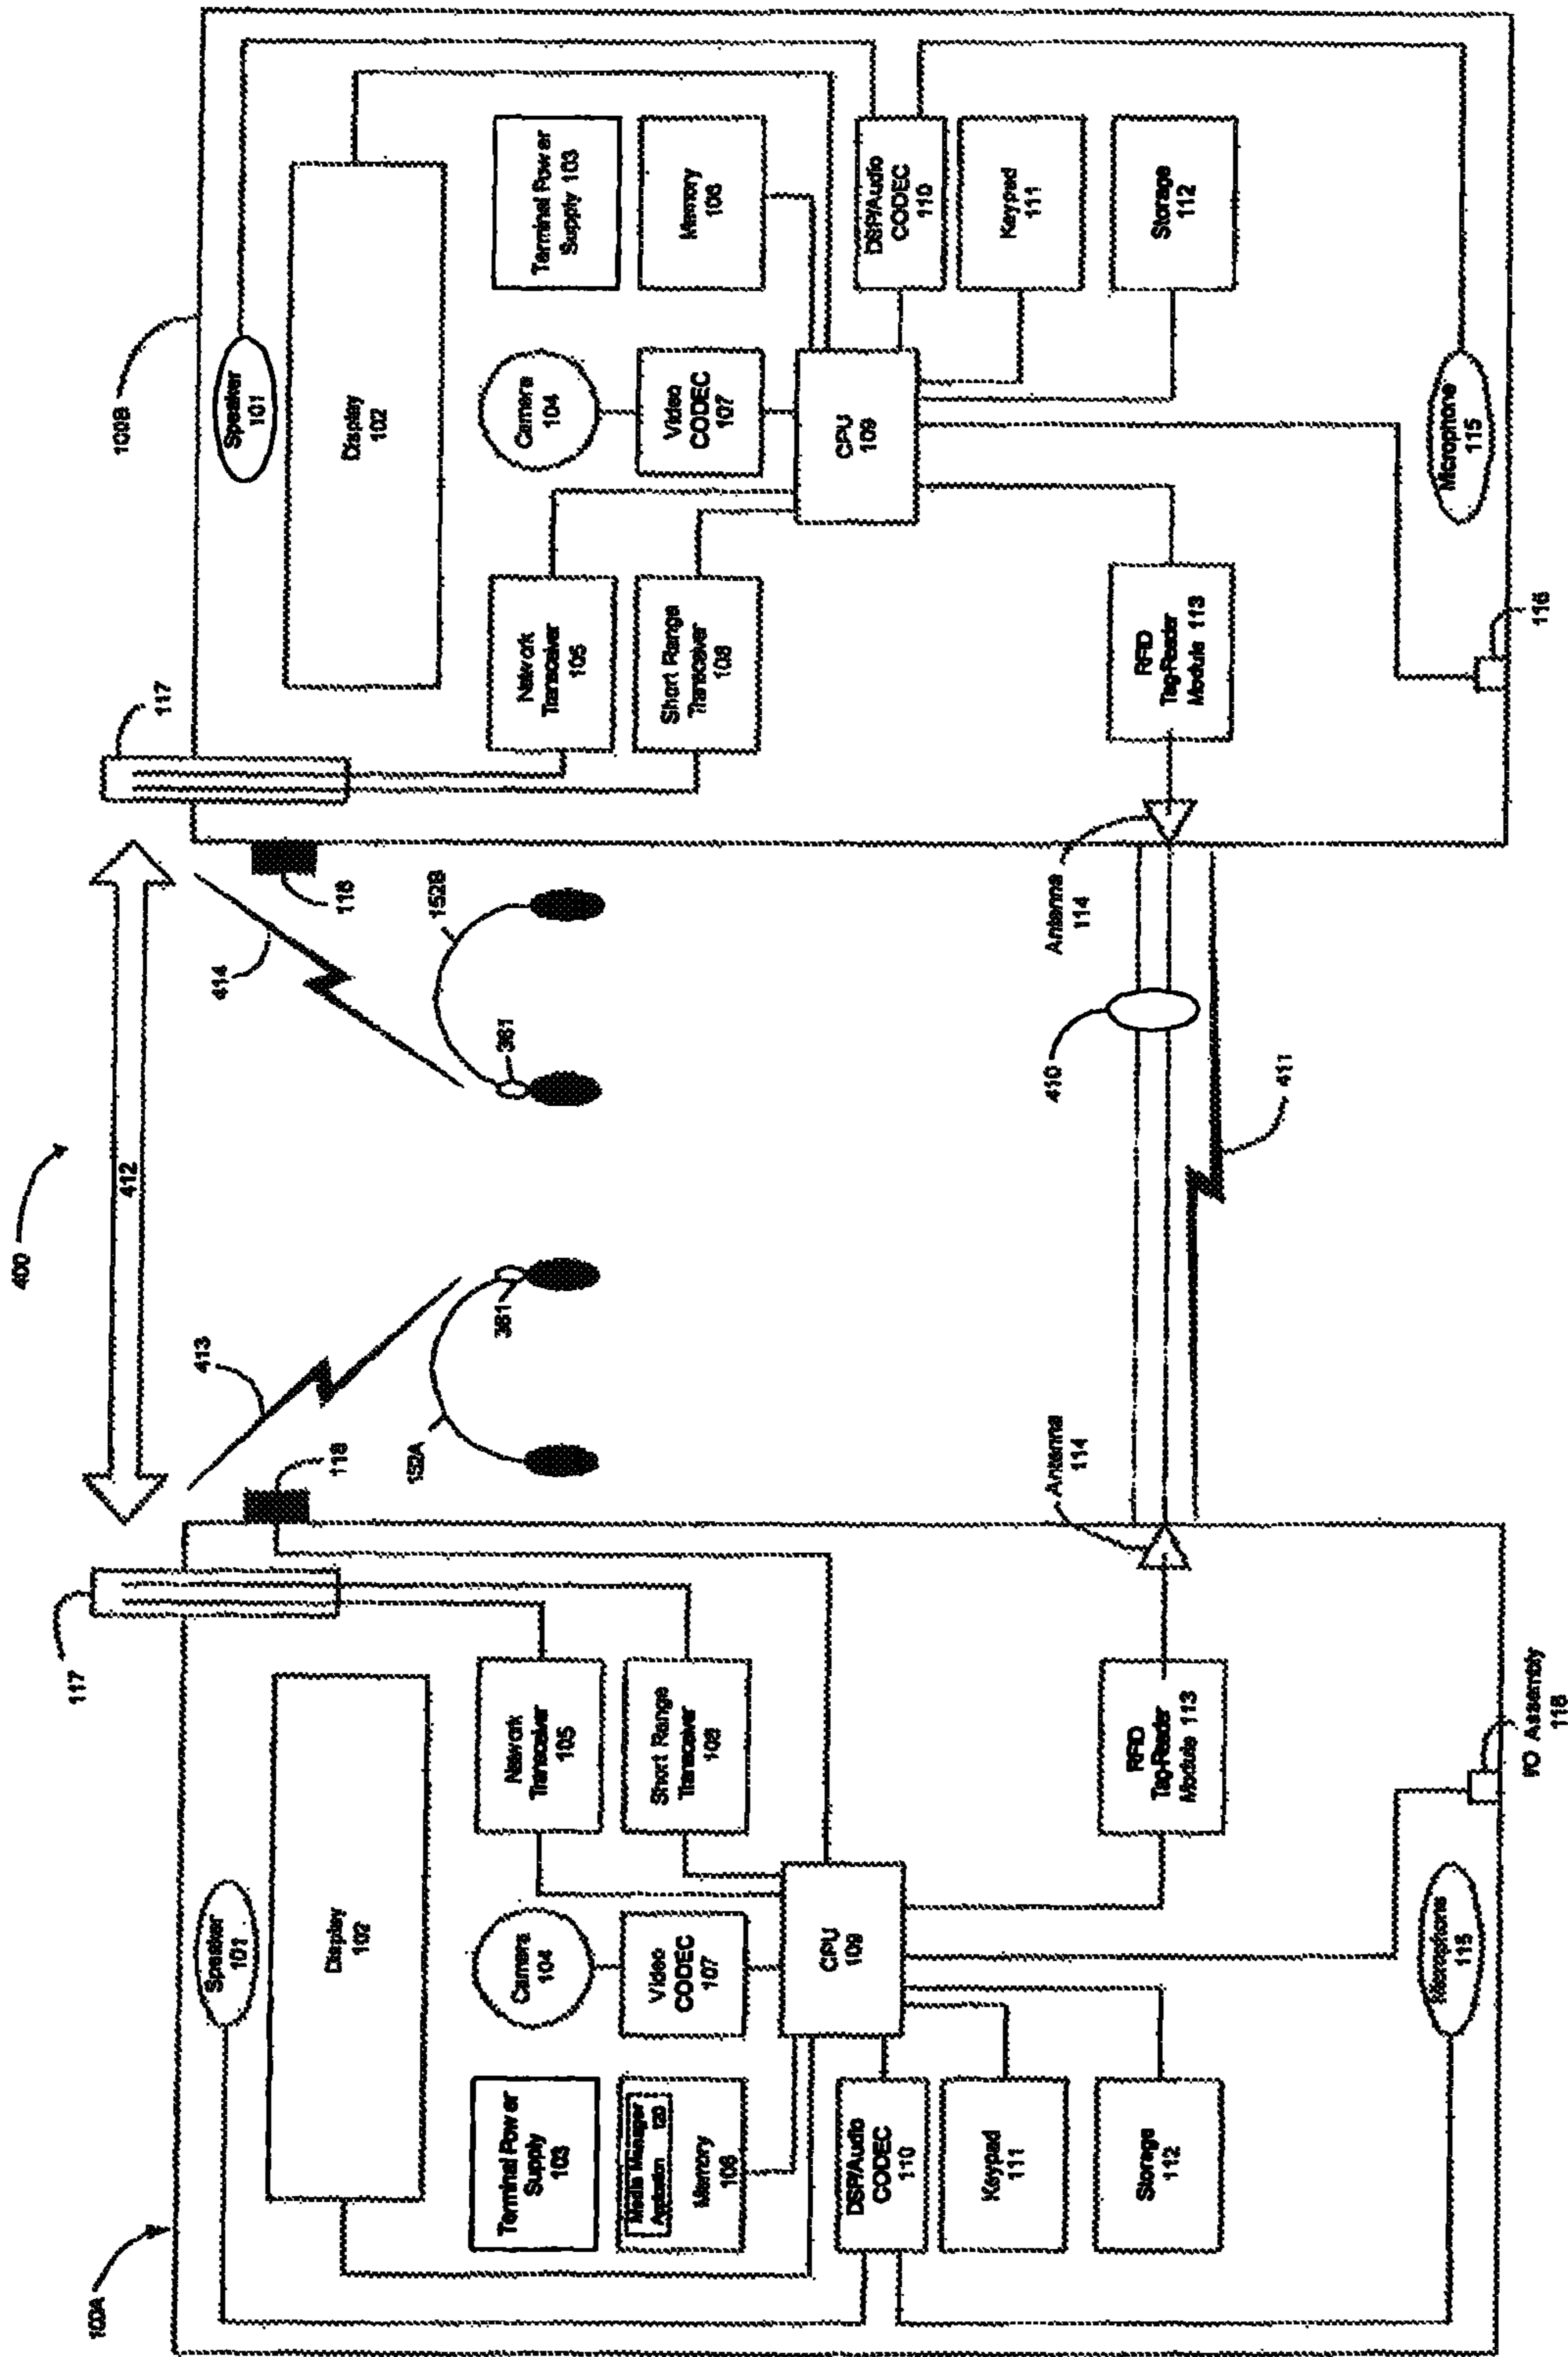 400
412
100A
117
Speaker
101
Display
102
Terminal Power
Supply
103
Camera
104
Network
Transceiver
105
Media Manager
Application 120
Memory
106
Video
CODEC
107
Short Range
Transceiver
108
CPU
109
DSP/Audio
CODEC
110
Keypad
111
Storage
112
RFID
Tag-Reader
Module 113
Antenna
114
Microphone
115
I/O Assembly
116
118
413
152A
361
414
152B
361
118
410
411
Antenna
114
117
100B
Speaker
101
Display
102
Network
Transceiver
105
Camera
104
Terminal Power
Supply 103
Short Range
Transceiver
108
Video
CODEC
107
Memory
106
CPU
109
DSP/Audio
CODEC
110
Keypad
111
Storage
112
RFID
Tag-Reader
Module 113
Microphone
115
116